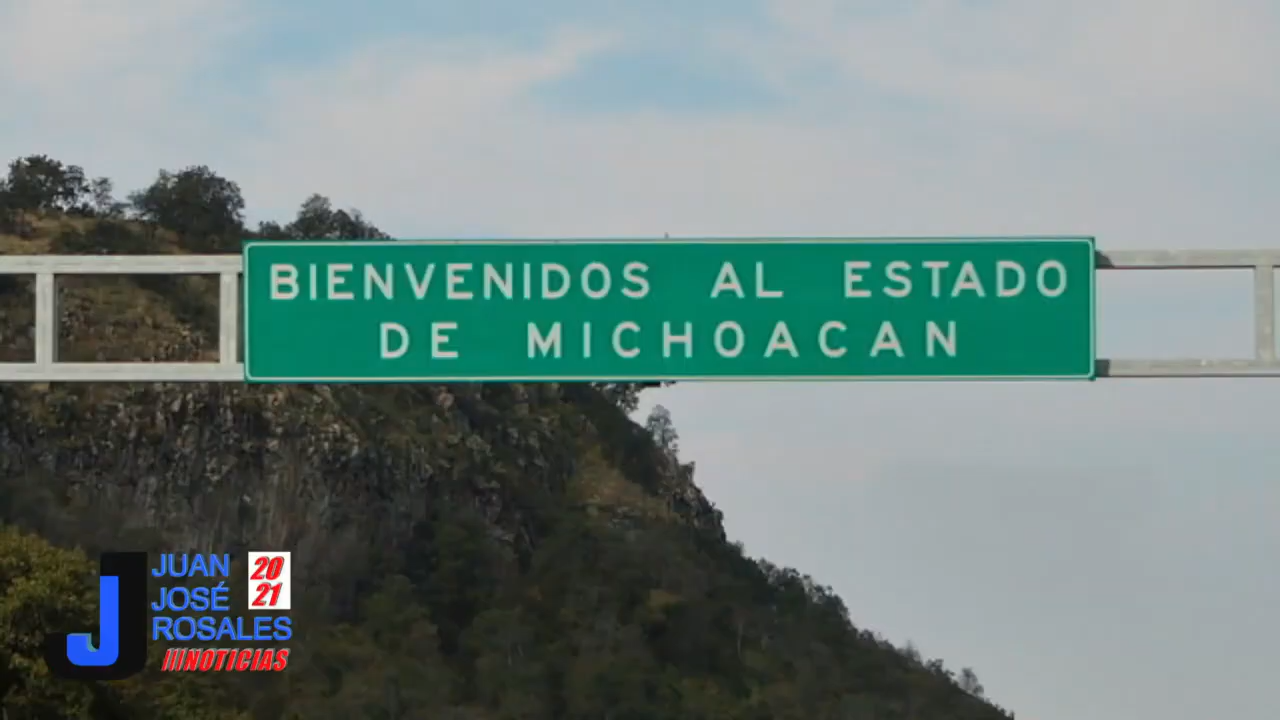 BIENVENIDOS AL ESTADO
DE MICHOACAN
JUAN
JOSÉ
ROSALES
20
21
///NOTICIAS